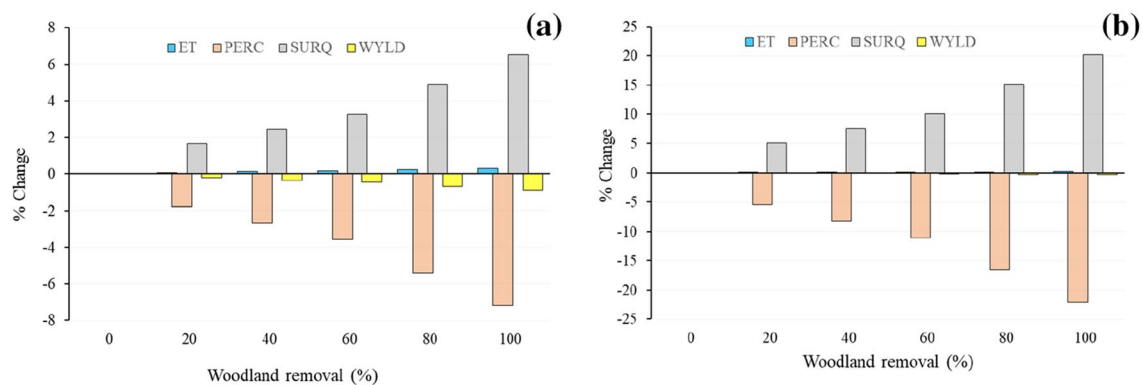 (a)
ET PERC SURQ WYLD
% Change
8
6
4
2
0
-2
-4
-6
-8
0 20 40 60 80 100
Woodland removal (%)
(b)
ET PERC SURQ WYLD
% Change
25
20
15
10
5
0
-5
-10
-15
-20
-25
0 20 40 60 80 100
Woodland removal (%)